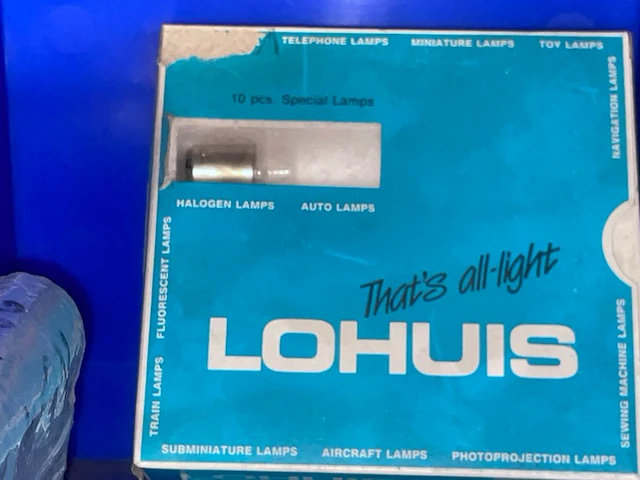 TELEPHONE LAMPS MINIATURE LAMPS TOY LAMPS
NAVIGATION LAMPS
10 pcs. Special Lamps
HALOGEN LAMPS AUTO LAMPS
FLUORESCENT LAMPS
TRAIN LAMPS
That's all-light
LOHUIS
SEWING MACHINE LAMPS
SUBMINIATURE LAMPS AIRCRAFT LAMPS PHOTOPROJECTION LAMPS